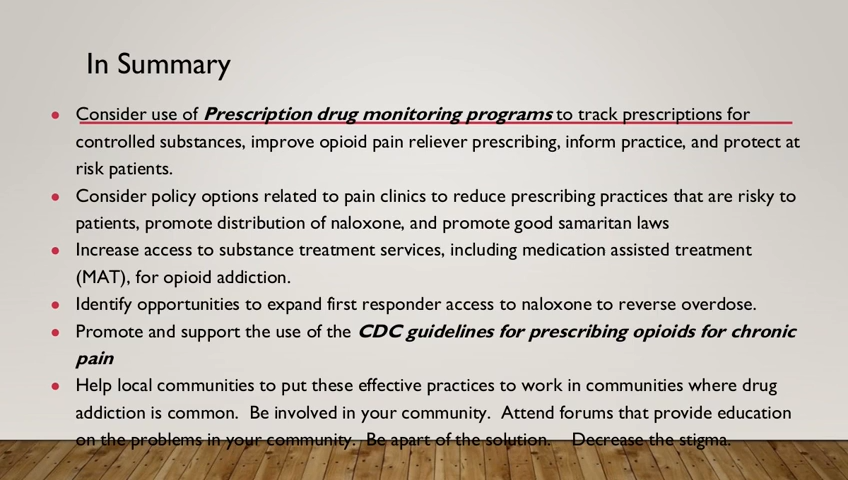 In Summary
Consider use of Prescription drug monitoring programs to track prescriptions for
controlled substances, improve opioid pain reliever prescribing, inform practice, and protect at
risk patients.
Consider policy options related to pain clinics to reduce prescribing practices that are risky to
patients, promote distribution of naloxone, and promote good samaritan laws
Increase access to substance treatment services, including medication assisted treatment
(MAT), for opioid addiction.
Identify opportunities to expand first responder access to naloxone to reverse overdose.
Promote and support the use of the CDC guidelines for prescribing opioids for chronic
pain
Help local communities to put these effective practices to work in communities where drug
addiction is common. Be involved in your community. Attend forums that provide education
on the problems in your community. Be apart of the solution. Decrease the stigma.